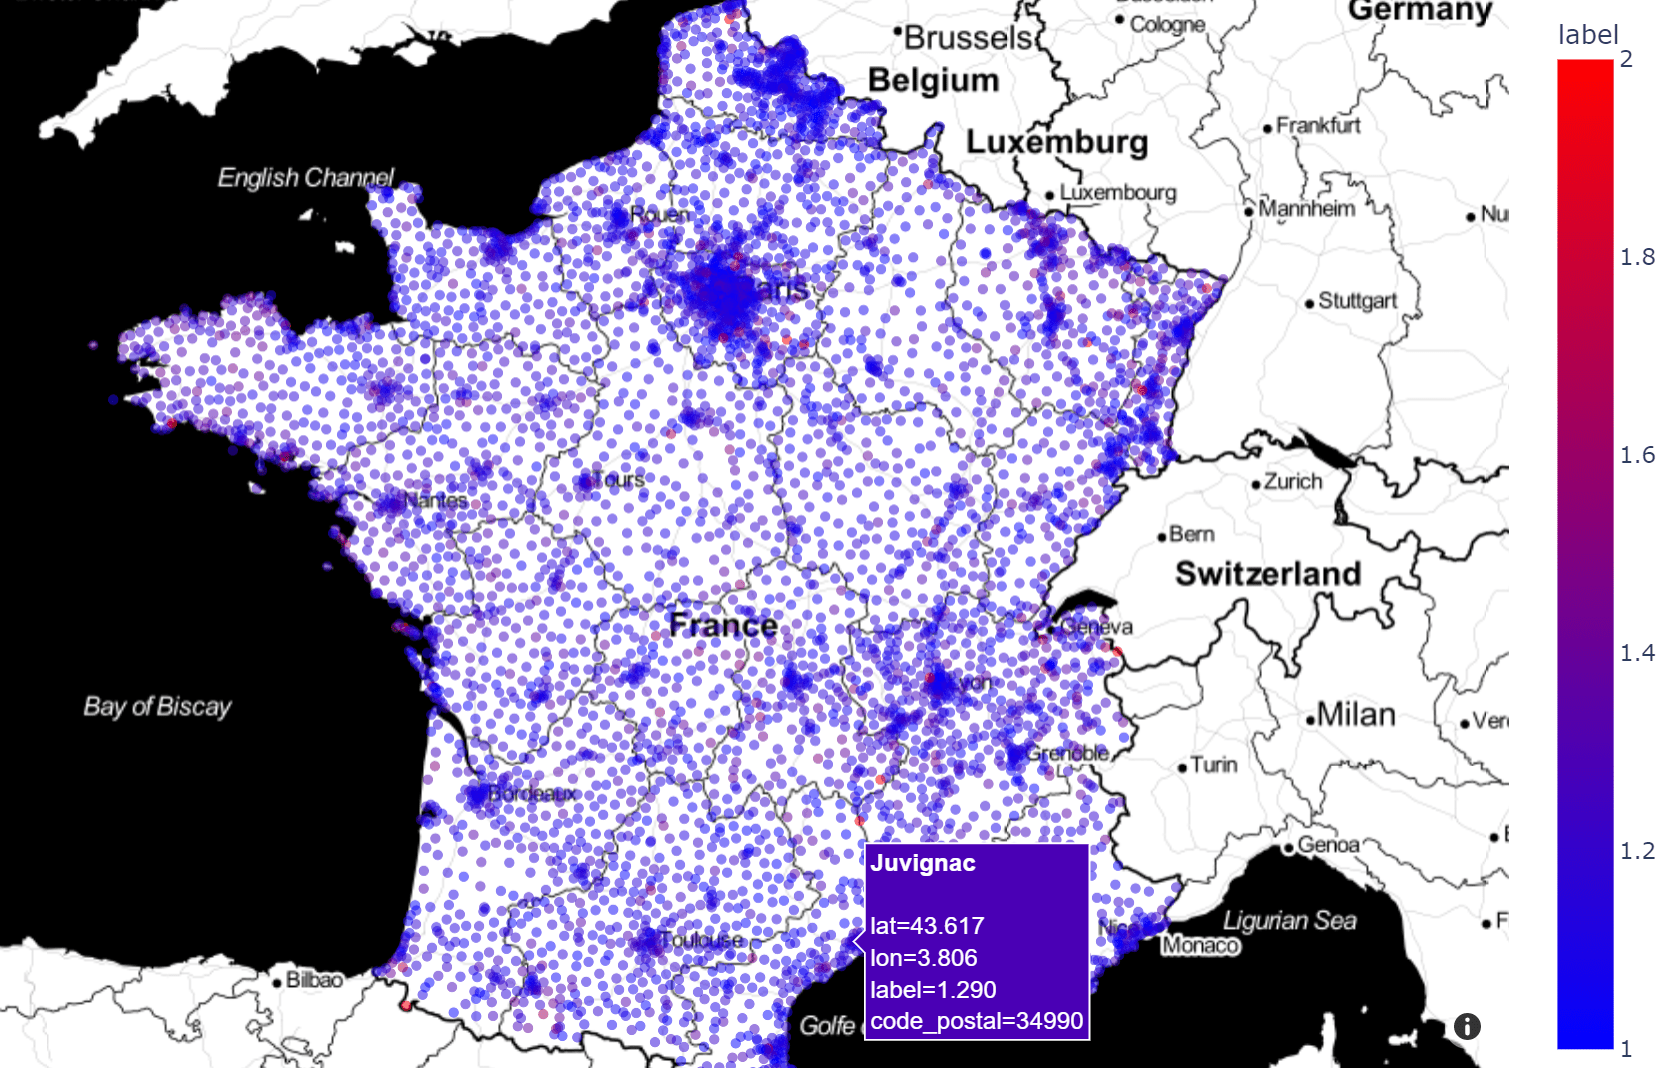 Germany
label
Cologne
2
Brussels
Belgium
Frankfurt
Luxemburg
English Channel
Luxembourg
Rouen
Mannheim
Nu
1.8
aris
Stuttgart
1.6
Tours
Zurich
Nantes
Bern
Switzerland
France
Geneva
1.4
yon
Bay of Biscay
Milan
Ver
Grenoble
Turin
Bordeaux
Genoa
1.2
Juvignac
lat=43.617
lon=3.806
label=1.290
code_postal=34990
Nice
Ligurian Sea
F
Toulouse
Monaco
Bilbao
Golfe
1